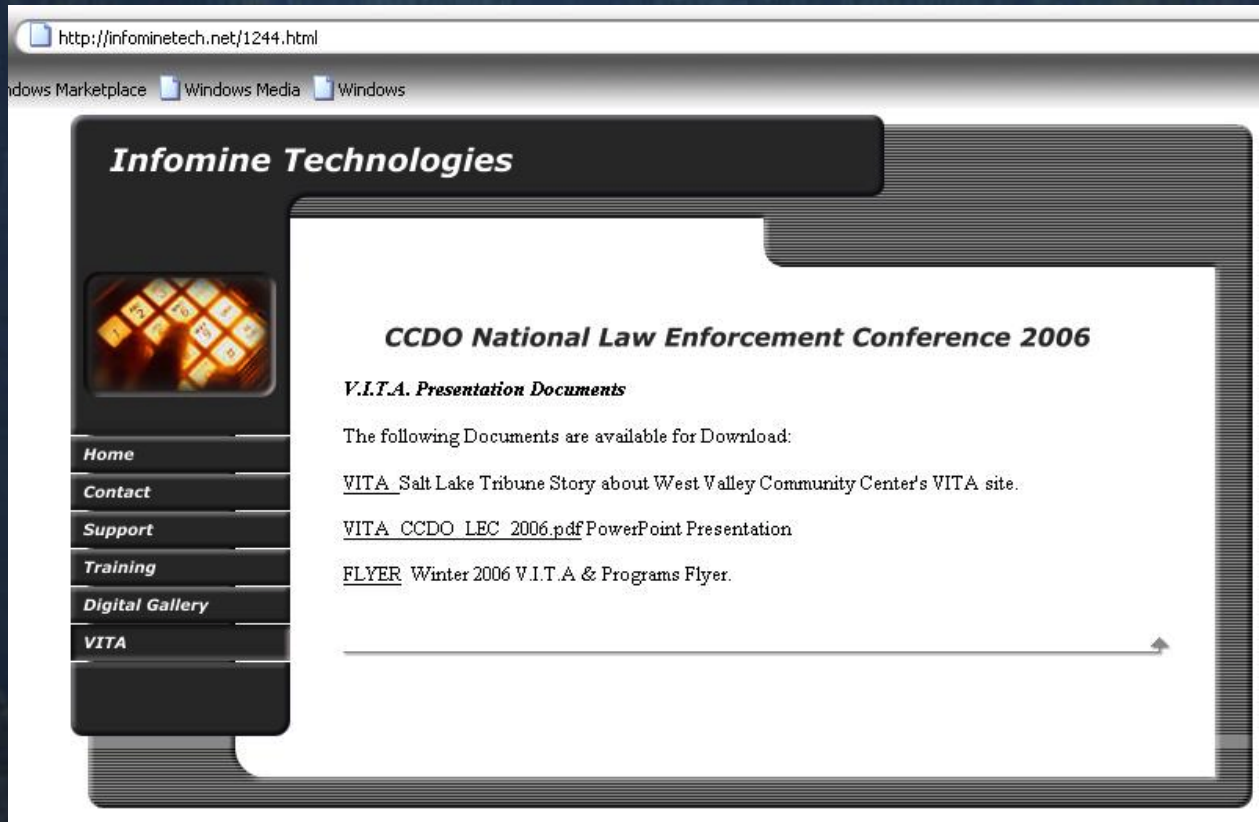 http://infominetech.net/1244.html
ndows Marketplace Windows Media Windows
Infomine Technologies
Home
Contact
Support
Training
Digital Gallery
VITA
CCDO National Law Enforcement Conference 2006
V.I.T.A. Presentation Documents
The following Documents are available for Download:
VITA Salt Lake Tribune Story about West Valley Community Center's VITA site.
VITA_CCDO_LEC_2006.pdf PowerPoint Presentation
FLYER Winter 2006 V.I.T.A & Programs Flyer.